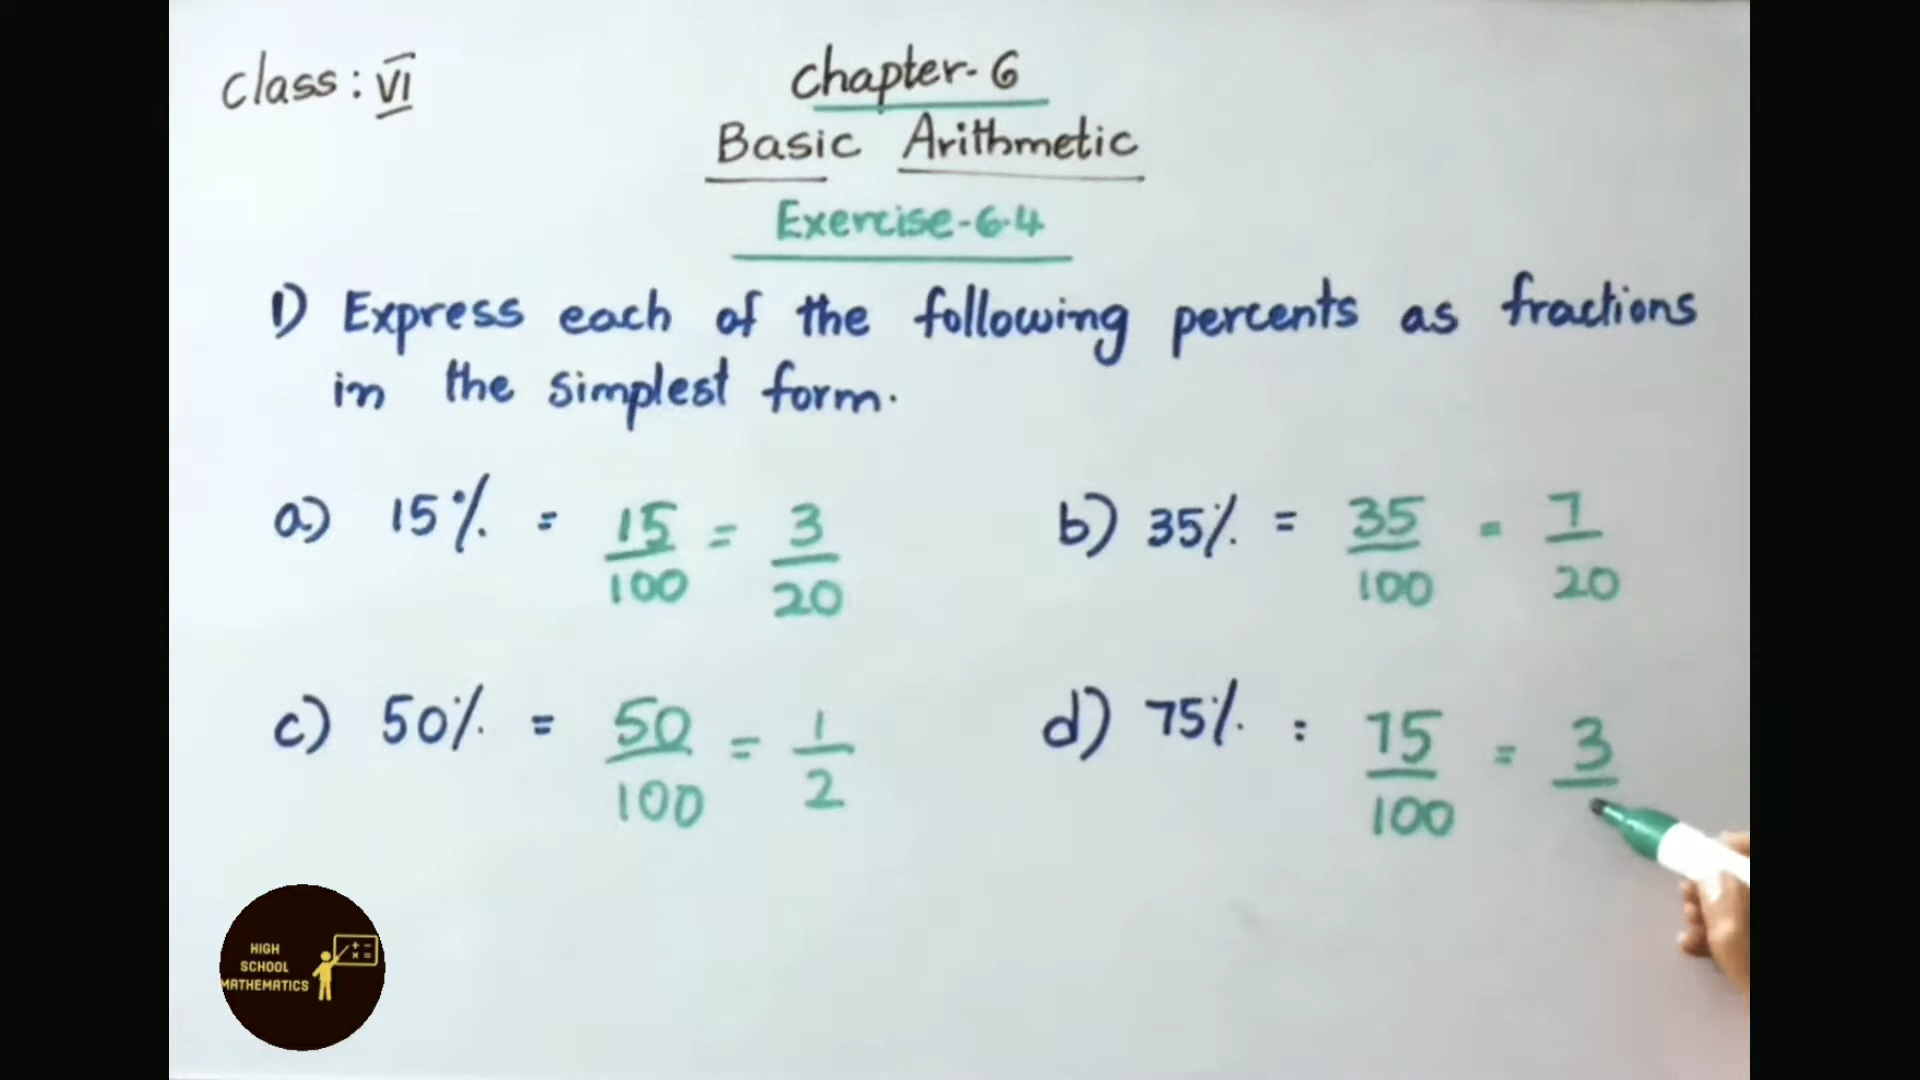 Class: VI
Chapter-6
Basic Arithmetic
Exercise-6.4
1) Express each of the following percents as fractions
in the simplest form.
a) 15% = 15/100 = 3/20
b) 35% = 35/100 = 7/20
c) 50% = 50/100 = 1/2
d) 75% = 75/100 = 3/
HIGH
SCHOOL
MATHEMATICS